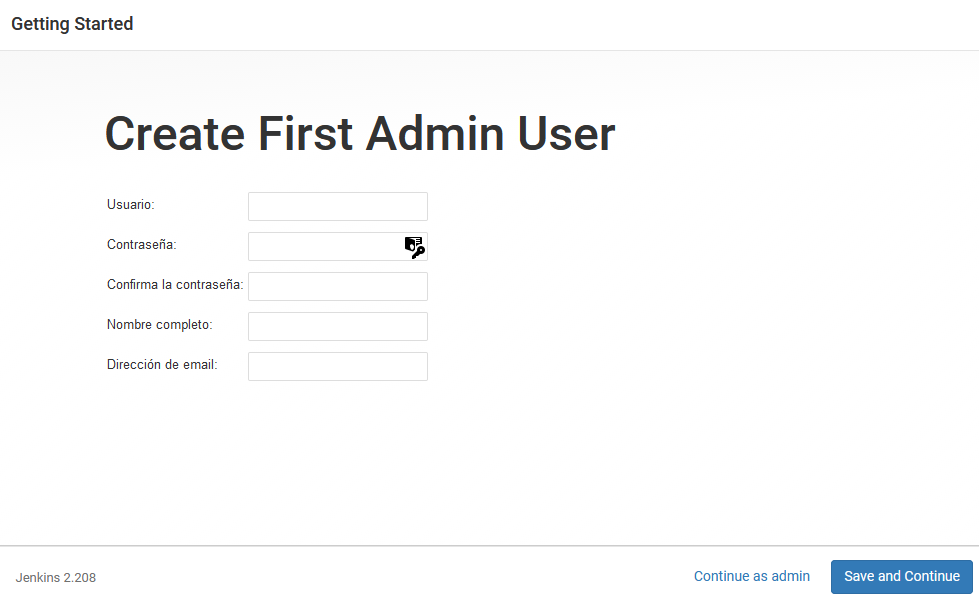 Getting Started
Create First Admin User
Usuario:
Contraseña:
Confirma la contraseña:
Nombre completo:
Dirección de email:
Jenkins 2.208
Continue as admin
Save and Continue